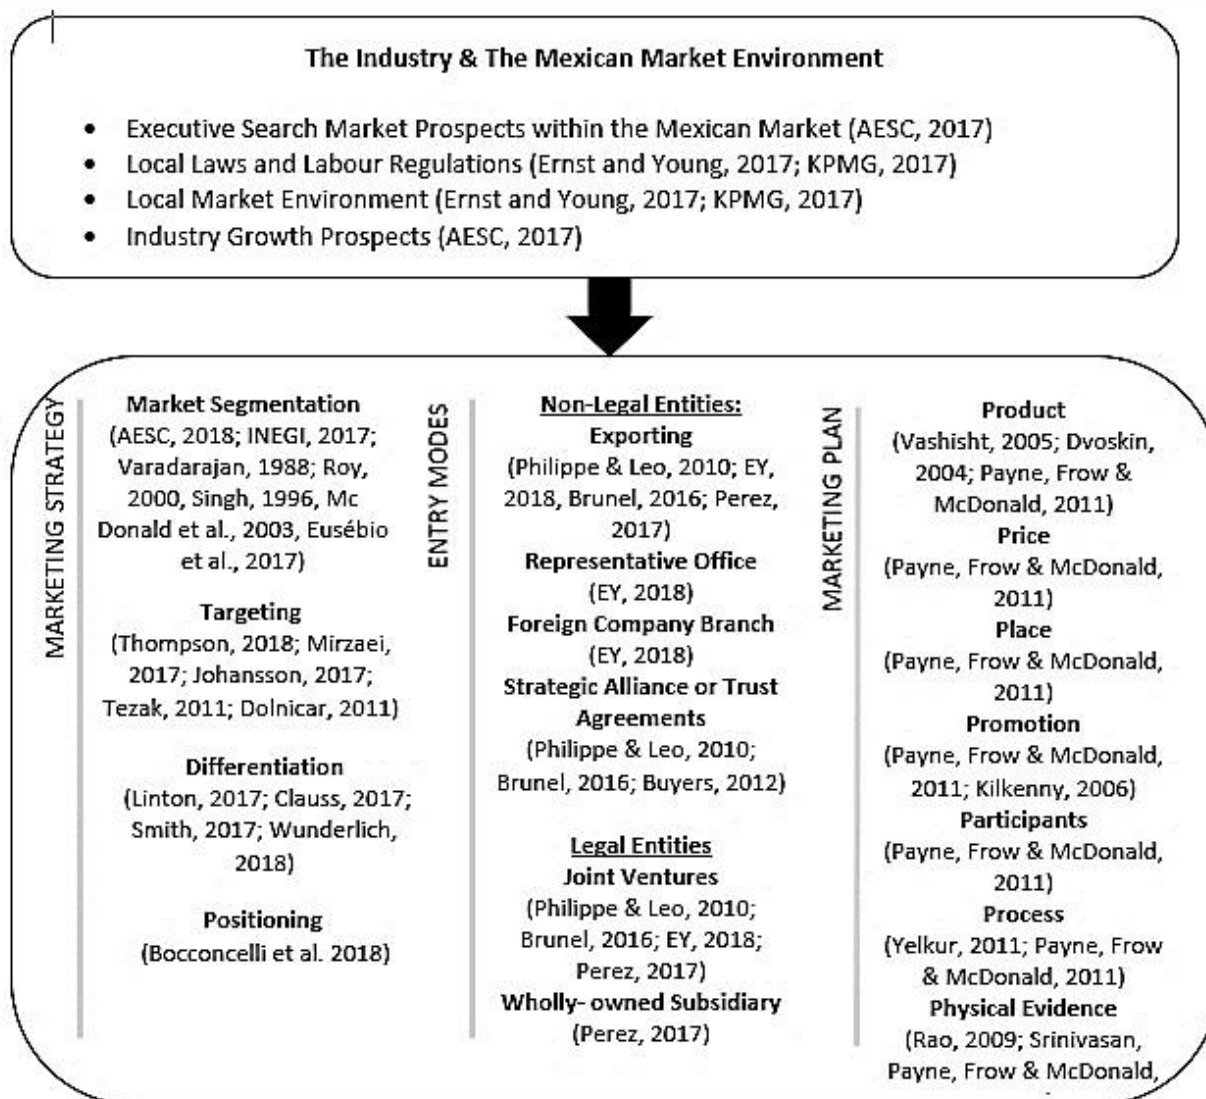 The Industry & The Mexican Market Environment
• Executive Search Market Prospects within the Mexican Market (AESC, 2017)
• Local Laws and Labour Regulations (Ernst and Young, 2017; KPMG, 2017)
• Local Market Environment (Ernst and Young, 2017; KPMG, 2017)
• Industry Growth Prospects (AESC, 2017)
MARKETING STRATEGY
Market Segmentation
(AESC, 2018; INEGI, 2017;
Varadarajan, 1988; Roy,
2000, Singh, 1996, Mc
Donald et al., 2003, Eusébio
et al., 2017)
Targeting
(Thompson, 2018; Mirzaei,
2017; Johansson, 2017;
Tezak, 2011; Dolnicar, 2011)
Differentiation
(Linton, 2017; Clauss, 2017;
Smith, 2017; Wunderlich,
2018)
Positioning
(Bocconcelli et al. 2018)
ENTRY MODES
Non-Legal Entities:
Exporting
(Philippe & Leo, 2010; EY,
2018, Brunel, 2016; Perez,
2017)
Representative Office
(EY, 2018)
Foreign Company Branch
(EY, 2018)
Strategic Alliance or Trust
Agreements
(Philippe & Leo, 2010;
Brunel, 2016; Buyers, 2012)
Legal Entities
Joint Ventures
(Philippe & Leo, 2010;
Brunel, 2016; EY, 2018;
Perez, 2017)
Wholly- owned Subsidiary
(Perez, 2017)
MARKETING PLAN
Product
(Vashisht, 2005; Dvoskin,
2004; Payne, Frow &
McDonald, 2011)
Price
(Payne, Frow & McDonald,
2011)
Place
(Payne, Frow & McDonald,
2011)
Promotion
(Payne, Frow & McDonald,
2011; Kilkenny, 2006)
Participants
(Payne, Frow & McDonald,
2011)
Process
(Yelkur, 2011; Payne, Frow
& McDonald, 2011)
Physical Evidence
(Rao, 2009; Srinivasan,
Payne, Frow & McDonald,